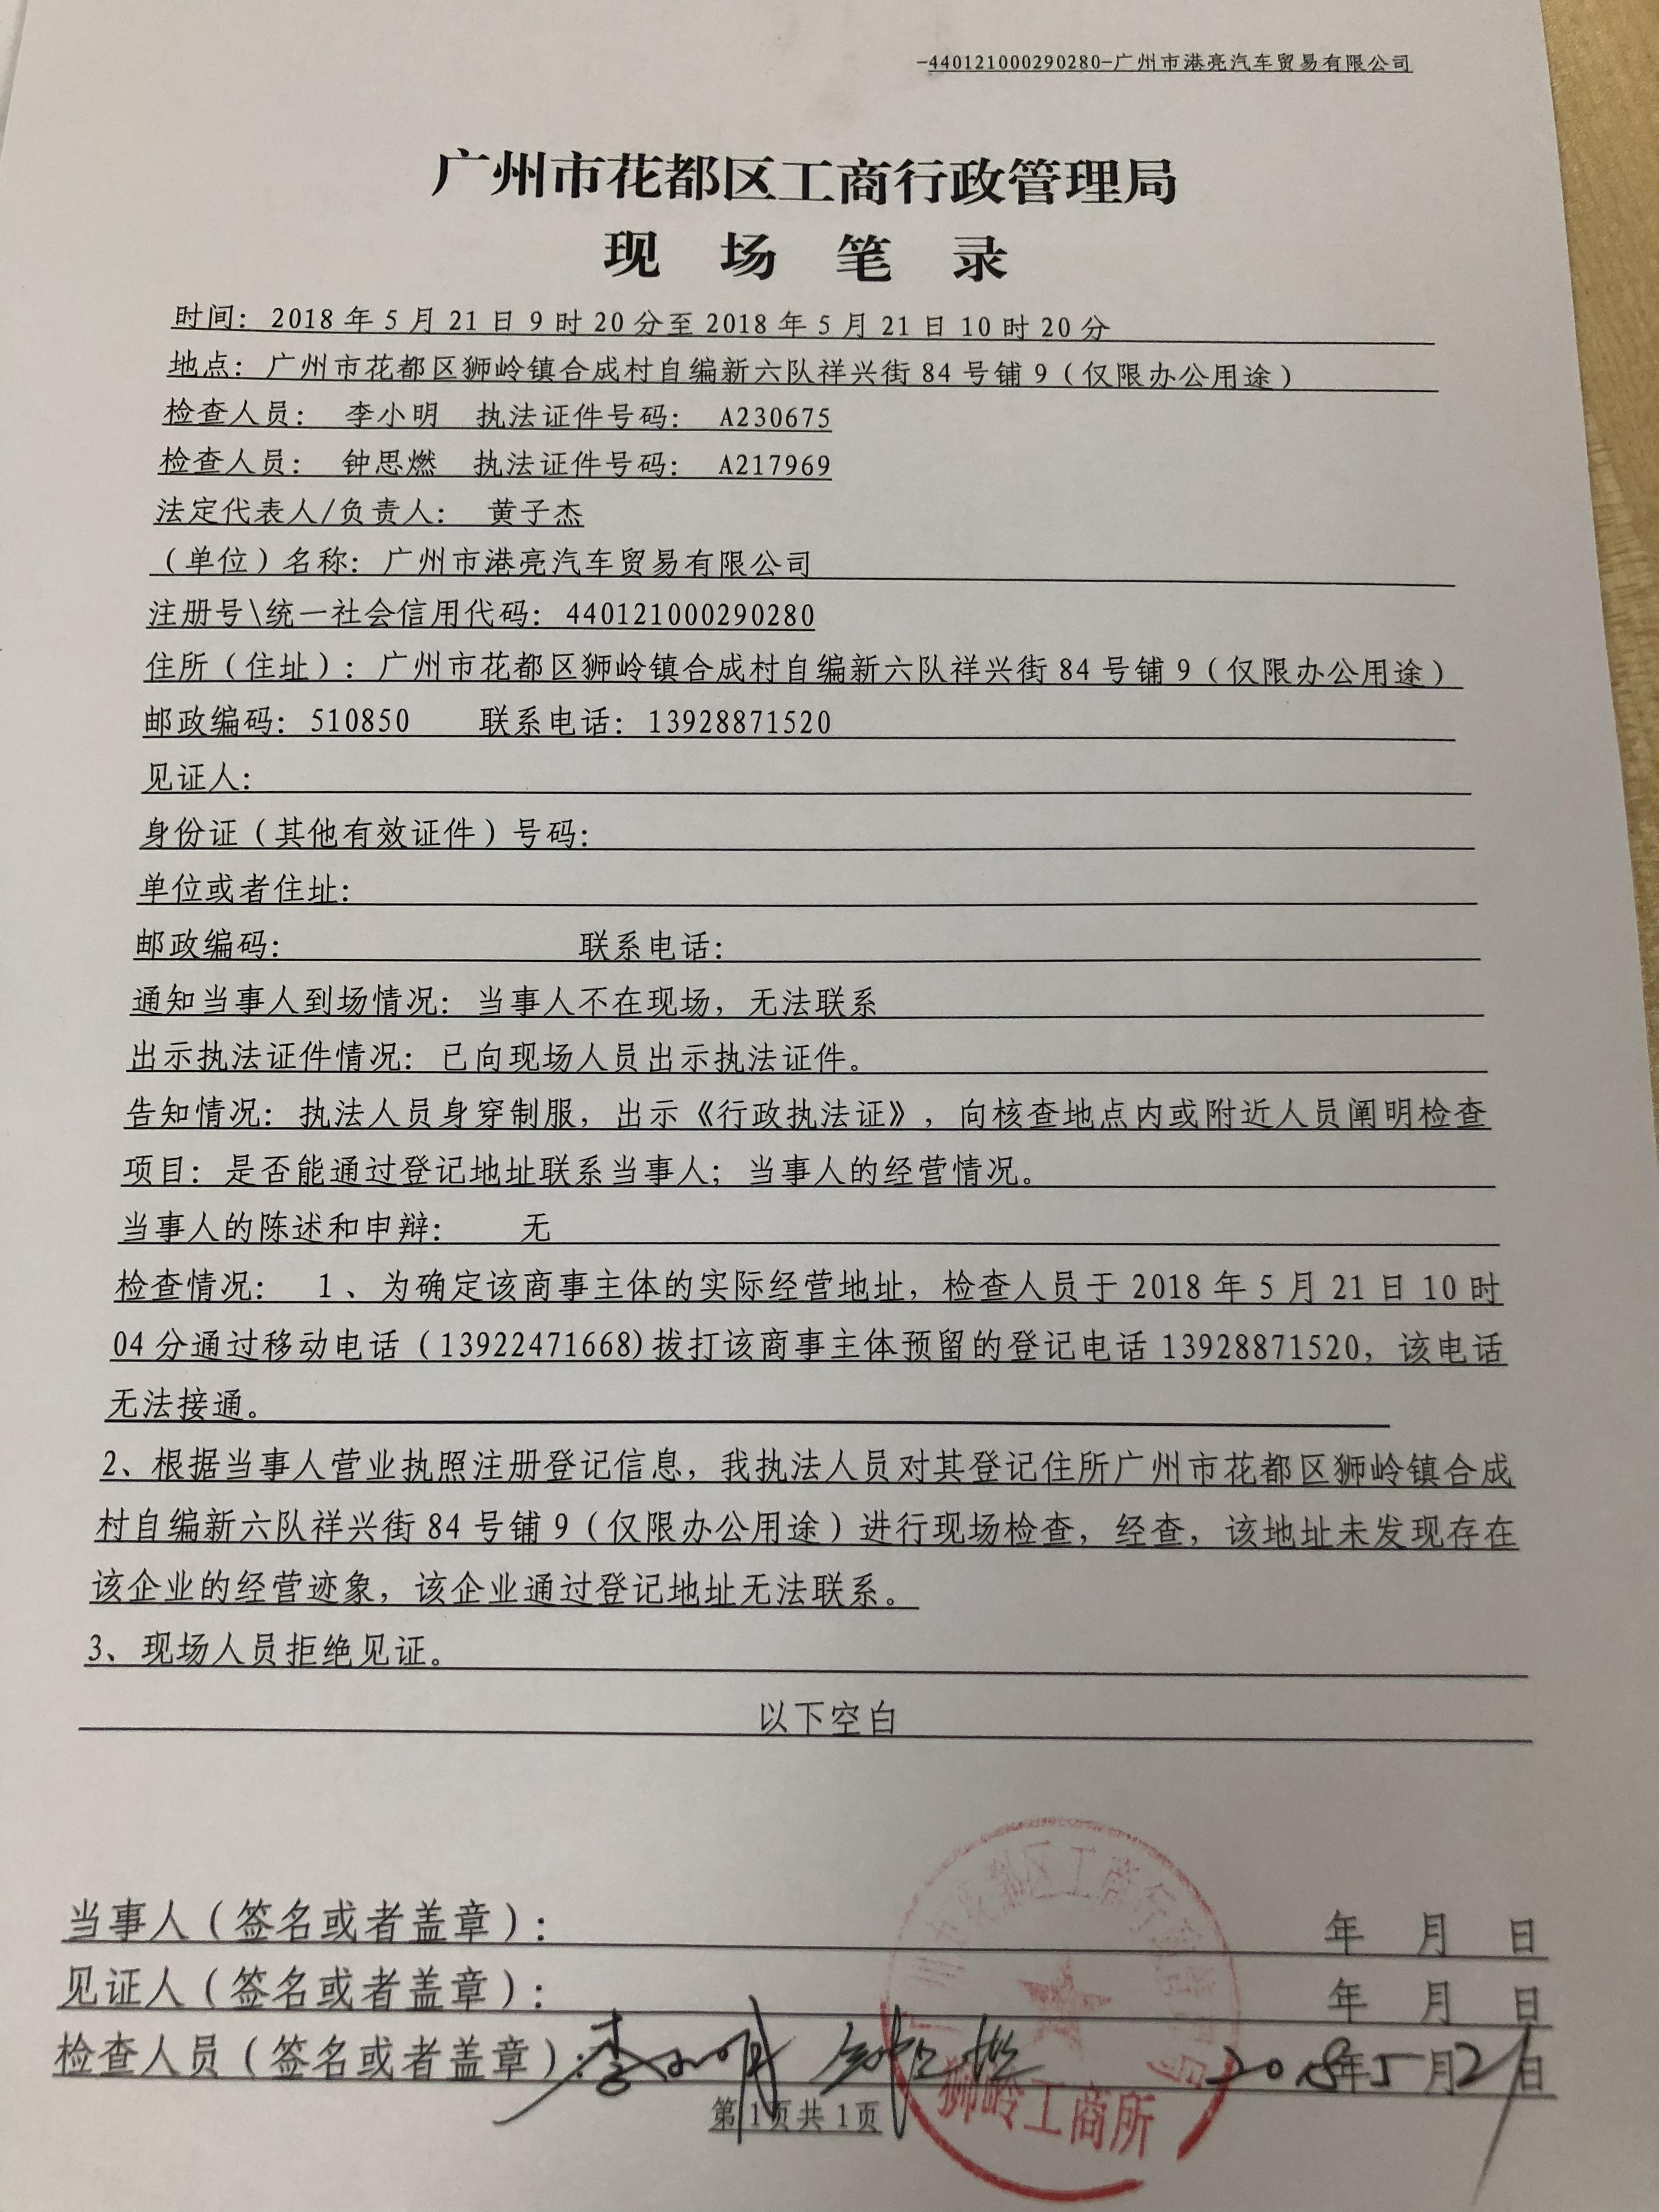 -440121000290280-广州市港亮汽车贸易有限公司
广州市花都区工商行政管理局
现 场 笔 录
时间：2018 年 5 月 21 日 9 时 20 分至 2018 年 5 月 21 日 10 时 20 分
地点：广州市花都区狮岭镇合成村自编新六队祥兴街 84 号铺 9（仅限办公用途）
检查人员： 李小明 执法证件号码： A230675
检查人员： 钟思燃 执法证件号码： A217969
法定代表人/负责人： 黄子杰
（单位）名称：广州市港亮汽车贸易有限公司
注册号\统一社会信用代码：440121000290280
住所（住址）：广州市花都区狮岭镇合成村自编新六队祥兴街 84 号铺 9（仅限办公用途）
邮政编码：510850 联系电话：13928871520
见证人：
身份证（其他有效证件）号码：
单位或者住址：
邮政编码： 联系电话：
通知当事人到场情况：当事人不在现场，无法联系
出示执法证件情况：已向现场人员出示执法证件。
告知情况：执法人员身穿制服，出示《行政执法证》，向核查地点内或附近人员阐明检查
项目：是否能通过登记地址联系当事人；当事人的经营情况。
当事人的陈述和申辩： 无
检查情况： 1 、为确定该商事主体的实际经营地址，检查人员于 2018 年 5 月 21 日 10 时
04 分通过移动电话（13922471668)拔打该商事主体预留的登记电话 13928871520，该电话
无法接通。
2、根据当事人营业执照注册登记信息，我执法人员对其登记住所广州市花都区狮岭镇合成
村自编新六队祥兴街 84 号铺 9（仅限办公用途）进行现场检查，经查，该地址未发现存在
该企业的经营迹象，该企业通过登记地址无法联系。
3、现场人员拒绝见证。
以下空白
当事人（签名或者盖章）： 年 月 日
见证人（签名或者盖章）： 年 月 日
检查人员（签名或者盖章）：李小明 钟思燃 2018年5月21日
第 1 页共 1 页
广州市花都区工商行政管理局
狮岭工商所